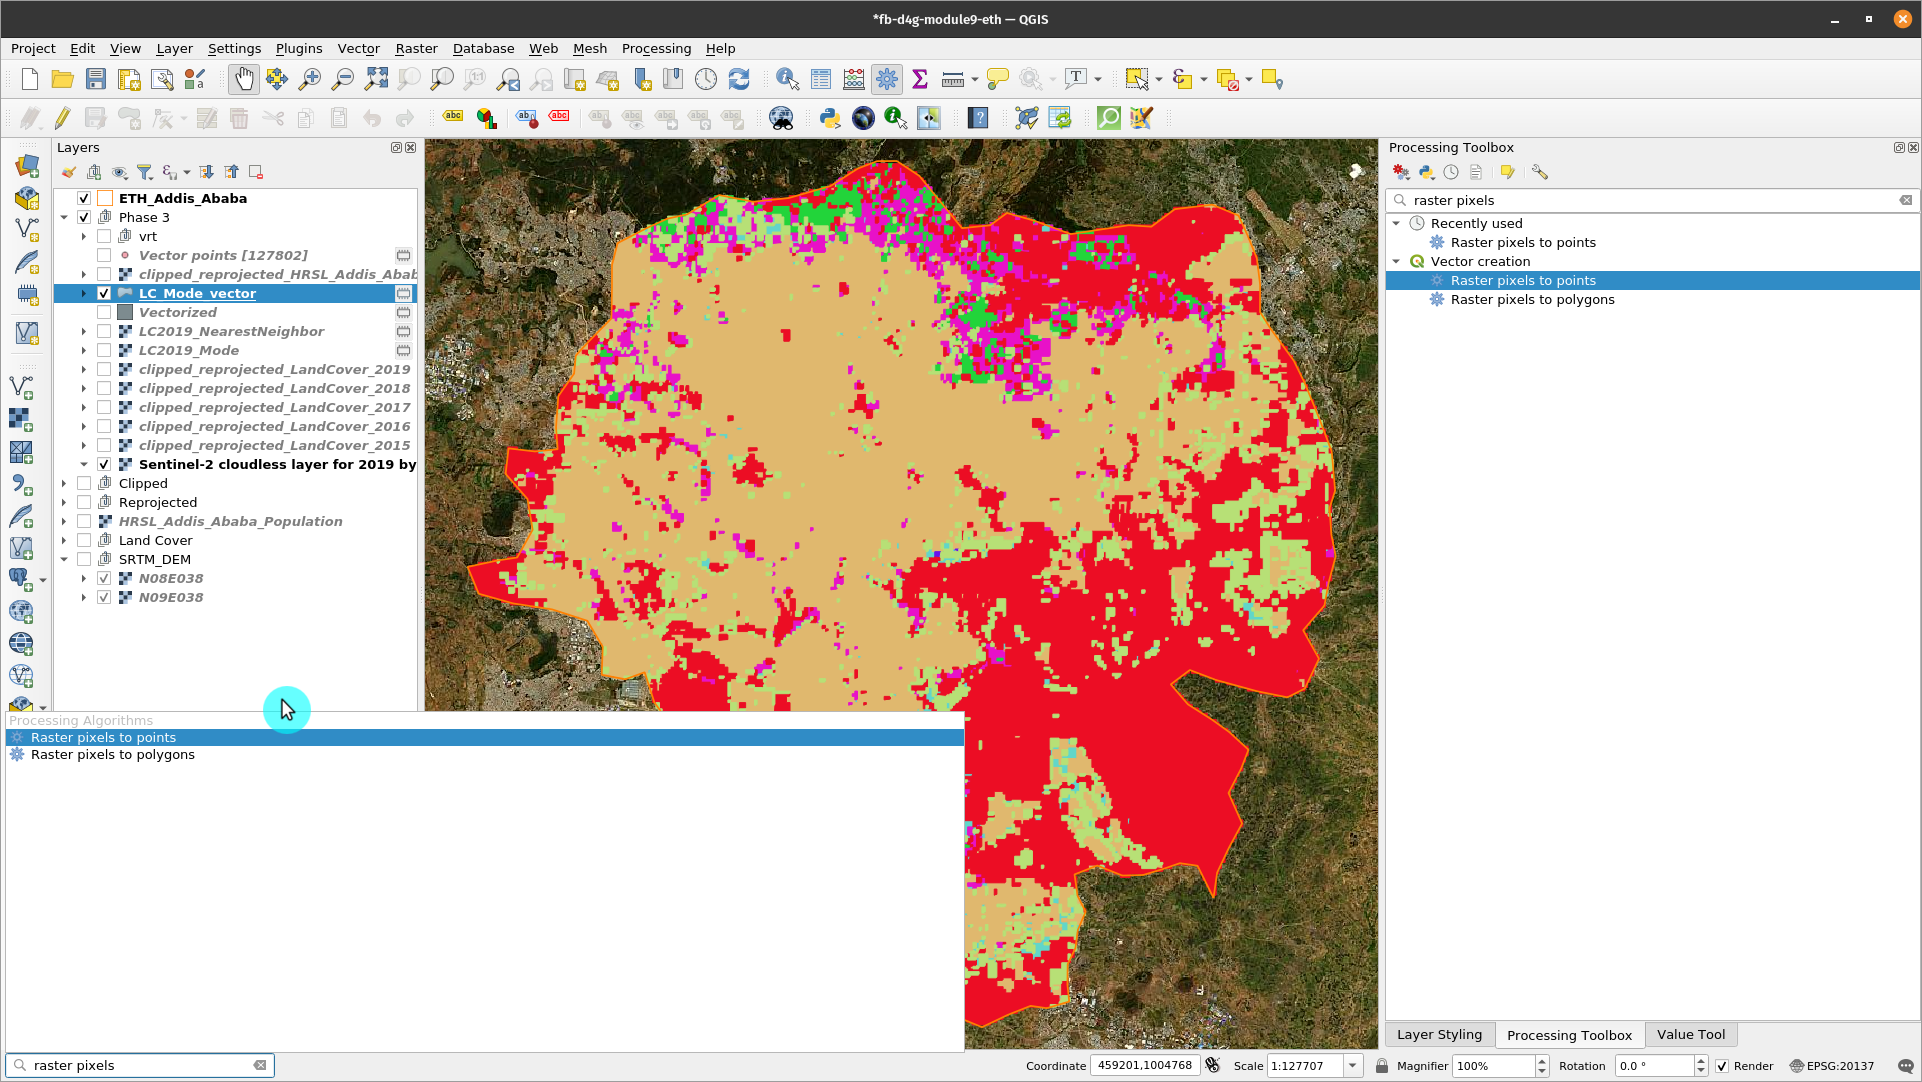 *fb-d4g-module9-eth — QGIS
Project Edit View Layer Settings Plugins Vector Raster Database Web Mesh Processing Help
Layers
ETH_Addis_Ababa
Phase 3
vrt
Vector points [127802]
clipped_reprojected_HRSL_Addis_Abab
LC_Mode_vector
Vectorized
LC2019_NearestNeighbor
LC2019_Mode
clipped_reprojected_LandCover_2019
clipped_reprojected_LandCover_2018
clipped_reprojected_LandCover_2017
clipped_reprojected_LandCover_2016
clipped_reprojected_LandCover_2015
Sentinel-2 cloudless layer for 2019 by
Clipped
Reprojected
HRSL_Addis_Ababa_Population
Land Cover
SRTM_DEM
N08E038
N09E038
Processing Algorithms
Raster pixels to points
Raster pixels to polygons
raster pixels
Processing Toolbox
raster pixels
Recently used
Raster pixels to points
Vector creation
Raster pixels to points
Raster pixels to polygons
Layer Styling Processing Toolbox Value Tool
Coordinate 459201,1004768 Scale 1:127707 Magnifier 100% Rotation 0.0 ° Render EPSG:20137